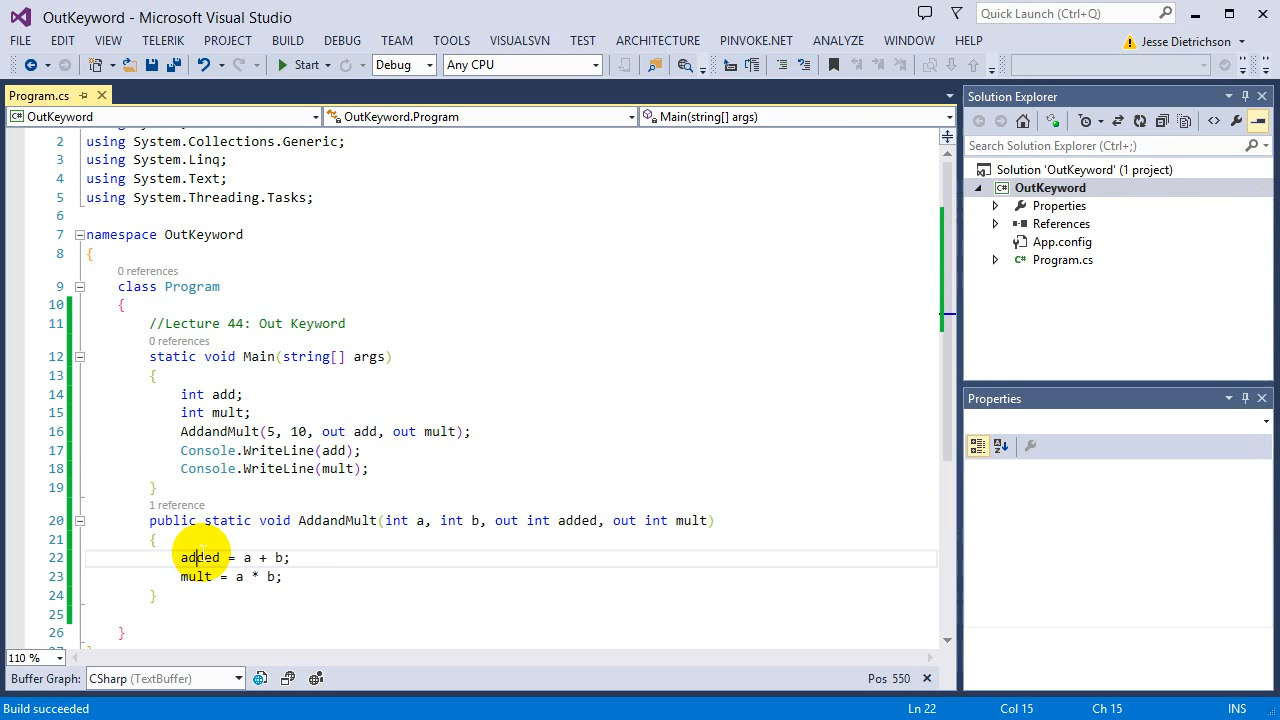 OutKeyword - Microsoft Visual Studio
Quick Launch (Ctrl+Q)
FILE EDIT VIEW TELERIK PROJECT BUILD DEBUG TEAM TOOLS VISUALSVN TEST ARCHITECTURE PINVOKE.NET ANALYZE WINDOW HELP Jesse Dietrichson
Start Debug Any CPU
Program.cs
OutKeyword OutKeyword.Program Main(string[] args)
2 using System.Collections.Generic;
3 using System.Linq;
4 using System.Text;
5 using System.Threading.Tasks;
6
7 namespace OutKeyword
8 {
0 references
9 class Program
10 {
11 //Lecture 44: Out Keyword
0 references
12 static void Main(string[] args)
13 {
14 int add;
15 int mult;
16 AddandMult(5, 10, out add, out mult);
17 Console.WriteLine(add);
18 Console.WriteLine(mult);
19 }
1 reference
20 public static void AddandMult(int a, int b, out int added, out int mult)
21 {
22 added = a + b;
23 mult = a * b;
24 }
25
26 }
110 %
Buffer Graph: CSharp (TextBuffer) Pos 550
Build succeeded Ln 22 Col 15 Ch 15 INS
Solution Explorer
Search Solution Explorer (Ctrl+;)
Solution 'OutKeyword' (1 project)
OutKeyword
Properties
References
App.config
Program.cs
Properties